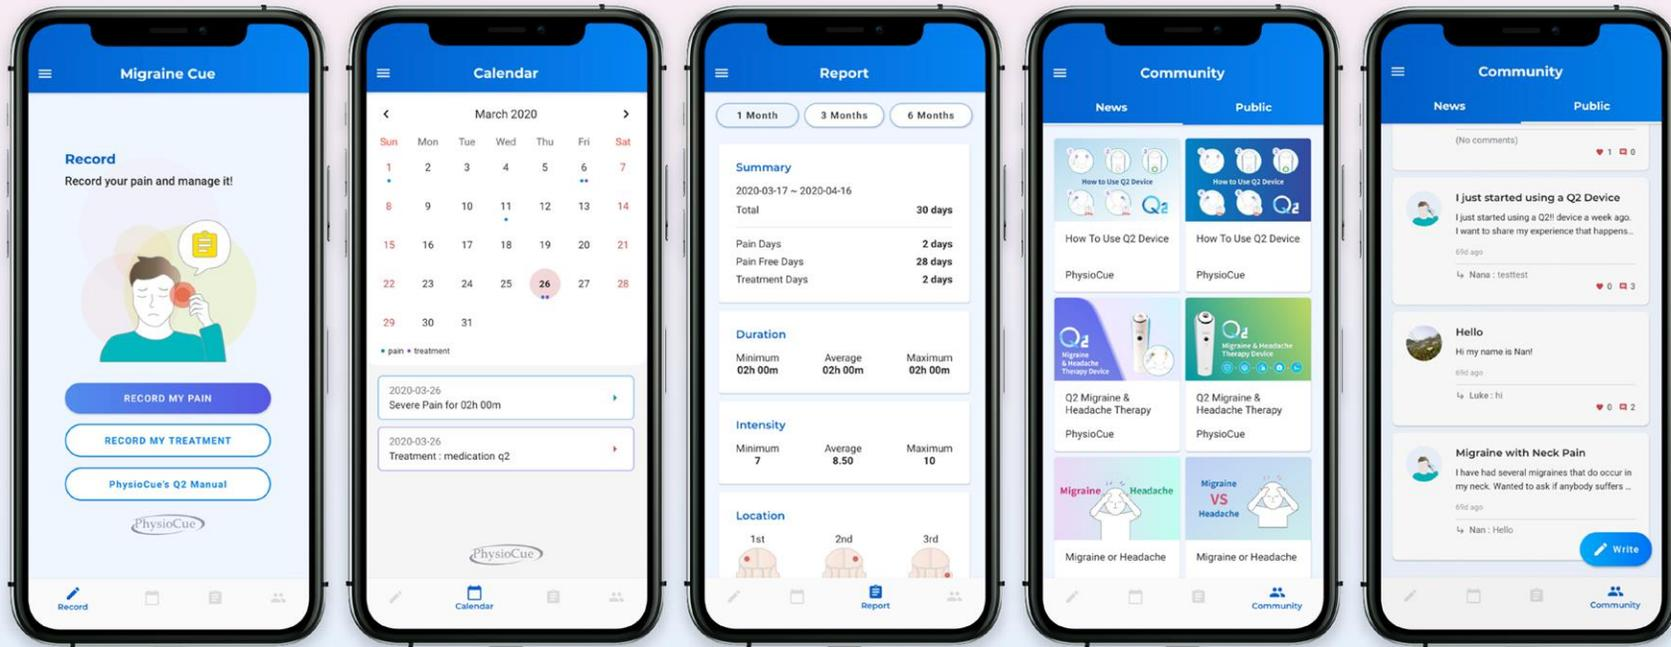 Migraine Cue
Record
Record your pain and manage it!
RECORD MY PAIN
RECORD MY TREATMENT
PhysioCue's Q2 Manual
PhysioCue
Record
Calendar
March 2020
Sun Mon Tue Wed Thu Fri Sat
1 2 3 4 5 6 7
8 9 10 11 12 13 14
15 16 17 18 19 20 21
22 23 24 25 26 27 28
29 30 31
• pain • treatment
2020-03-26
Severe Pain for 02h 00m
2020-03-26
Treatment : medication q2
PhysioCue
Calendar
Report
1 Month 3 Months 6 Months
Summary
2020-03-17 ~ 2020-04-16
Total 30 days
Pain Days 2 days
Pain Free Days 28 days
Treatment Days 2 days
Duration
Minimum Average Maximum
02h 00m 02h 00m 02h 00m
Intensity
Minimum Average Maximum
7 8.50 10
Location
1st 2nd 3rd
Report
Community
News Public
How to Use Q2 Device
Q2
How To Use Q2 Device
PhysioCue
How to Use Q2 Device
Q2
How To Use Q2 Device
PhysioCue
Q2
Migraine
& Headache
Therapy Device
Q2 Migraine &
Headache Therapy
PhysioCue
Q2
Migraine & Headache
Therapy Device
Q2 Migraine &
Headache Therapy
PhysioCue
Migraine Headache
Migraine or Headache
Migraine
VS
Headache
Migraine or Headache
Community
Community
News Public
(No comments)
1 0
I just started using a Q2 Device
I just started using a Q2!! device a week ago.
I want to share my experience that happens...
69d ago
↳ Nana : testtest
0 3
Hello
Hi my name is Nan!
69d ago
↳ Luke : hi
0 2
Migraine with Neck Pain
I have had several migraines that do occur in
my neck. Wanted to ask if anybody suffers ...
69d ago
↳ Nan : Hello
Write
Community